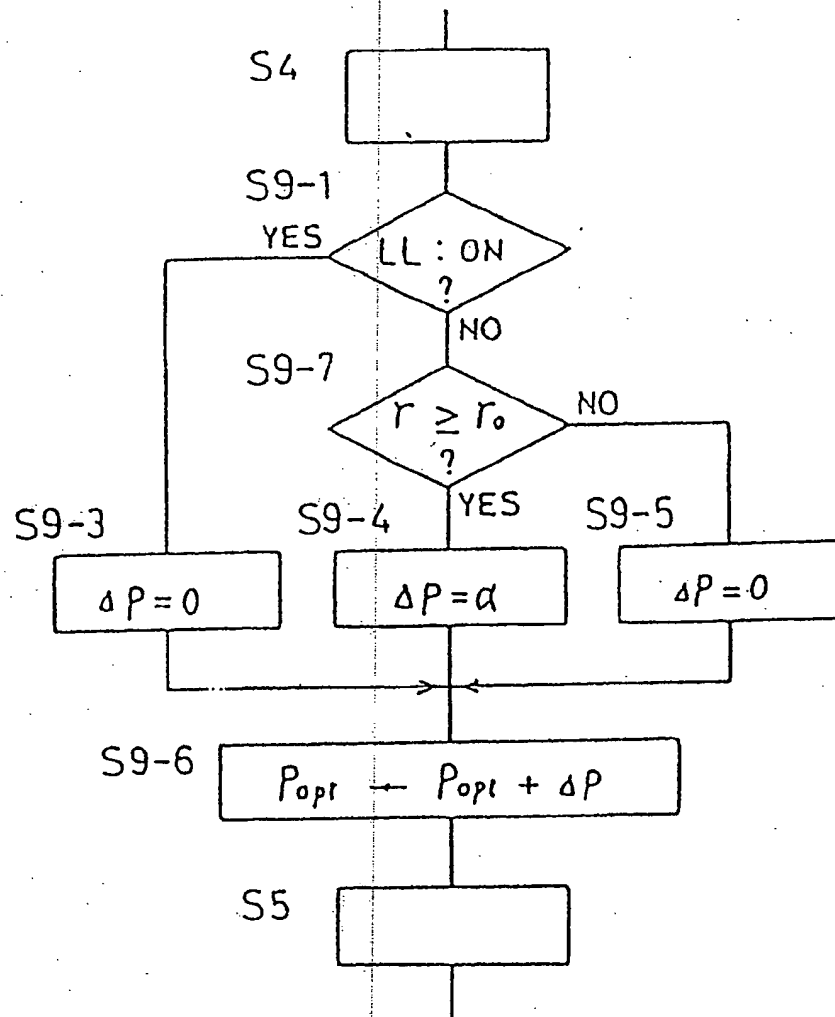 S4
S9-1
YES
LL : ON
?
NO
S9-7
r ≥ r₀
?
NO
YES
S9-3
S9-4
S9-5
ΔP = 0
ΔP = α
ΔP = 0
S9-6
Popt ← Popt + ΔP
S5